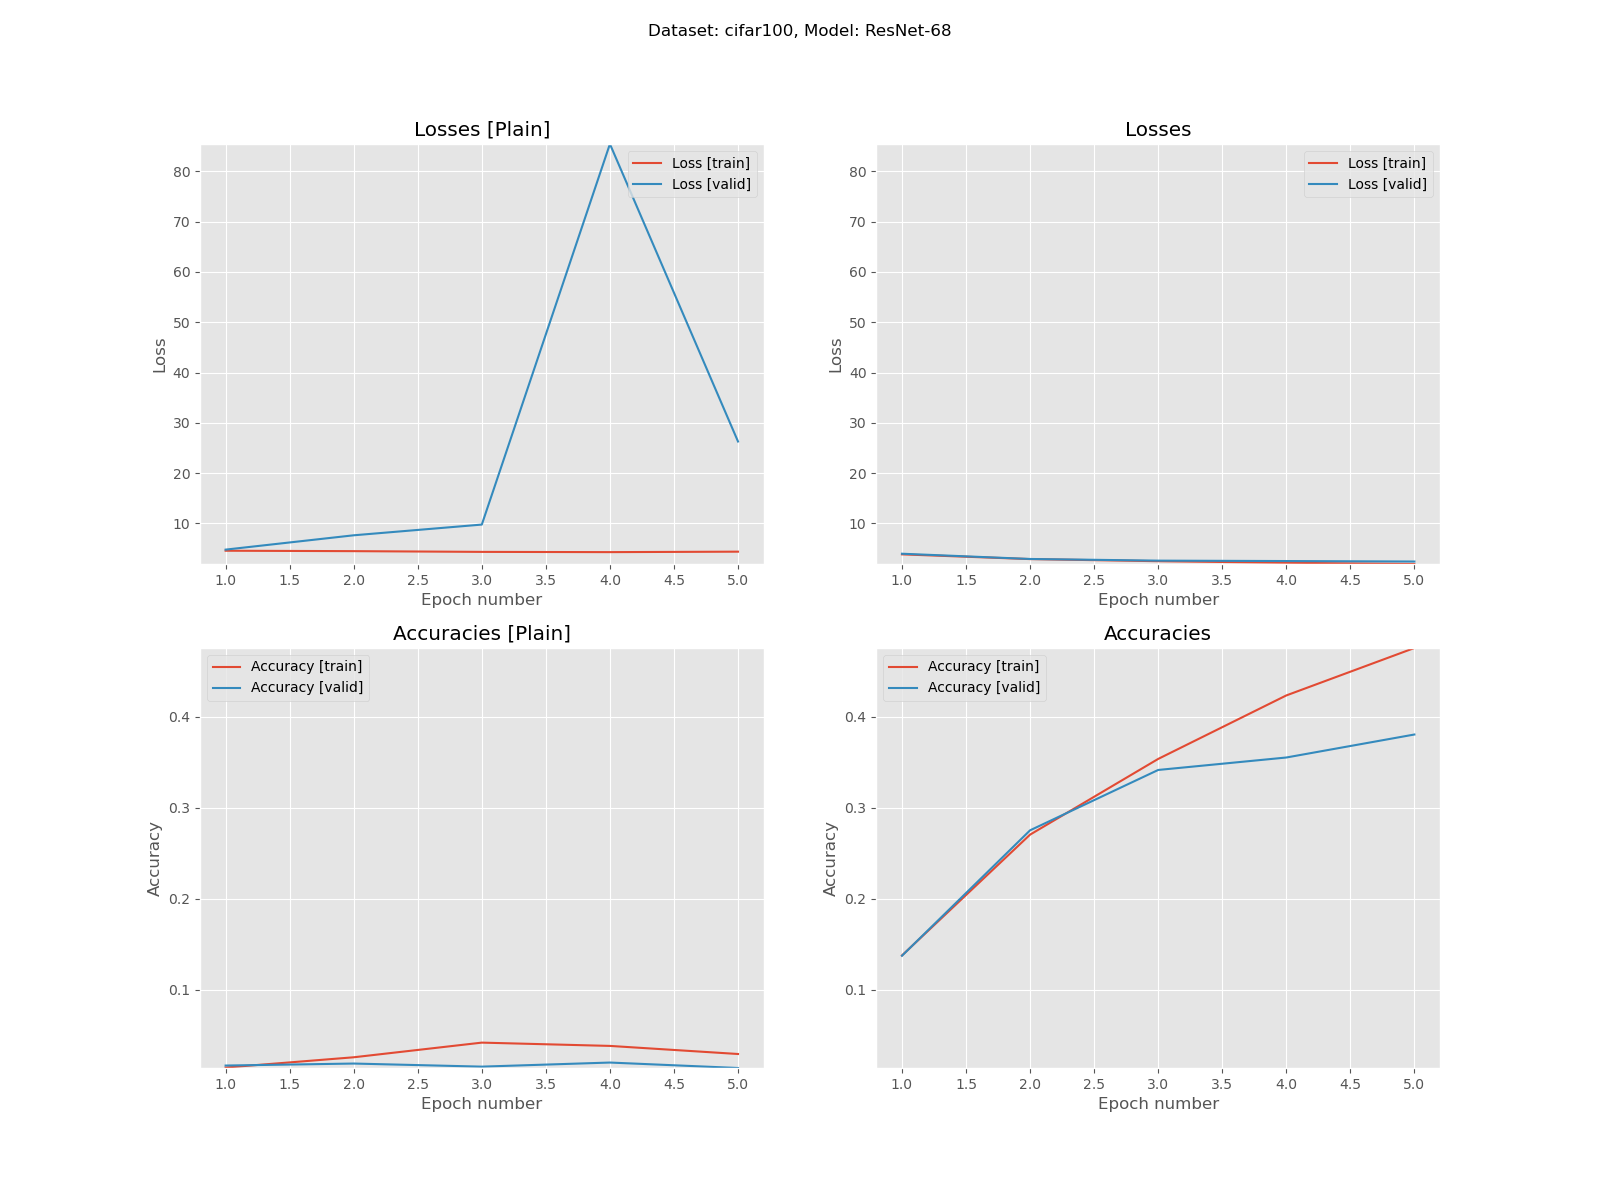 Dataset: cifar100, Model: ResNet-68
Losses [Plain]
Loss [train]
Loss [valid]
80
70
60
50
40
30
20
10
Loss
1.0 1.5 2.0 2.5 3.0 3.5 4.0 4.5 5.0
Epoch number
Losses
Loss [train]
Loss [valid]
80
70
60
50
40
30
20
10
Loss
1.0 1.5 2.0 2.5 3.0 3.5 4.0 4.5 5.0
Epoch number
Accuracies [Plain]
Accuracy [train]
Accuracy [valid]
0.4
0.3
0.2
0.1
Accuracy
1.0 1.5 2.0 2.5 3.0 3.5 4.0 4.5 5.0
Epoch number
Accuracies
Accuracy [train]
Accuracy [valid]
0.4
0.3
0.2
0.1
Accuracy
1.0 1.5 2.0 2.5 3.0 3.5 4.0 4.5 5.0
Epoch number